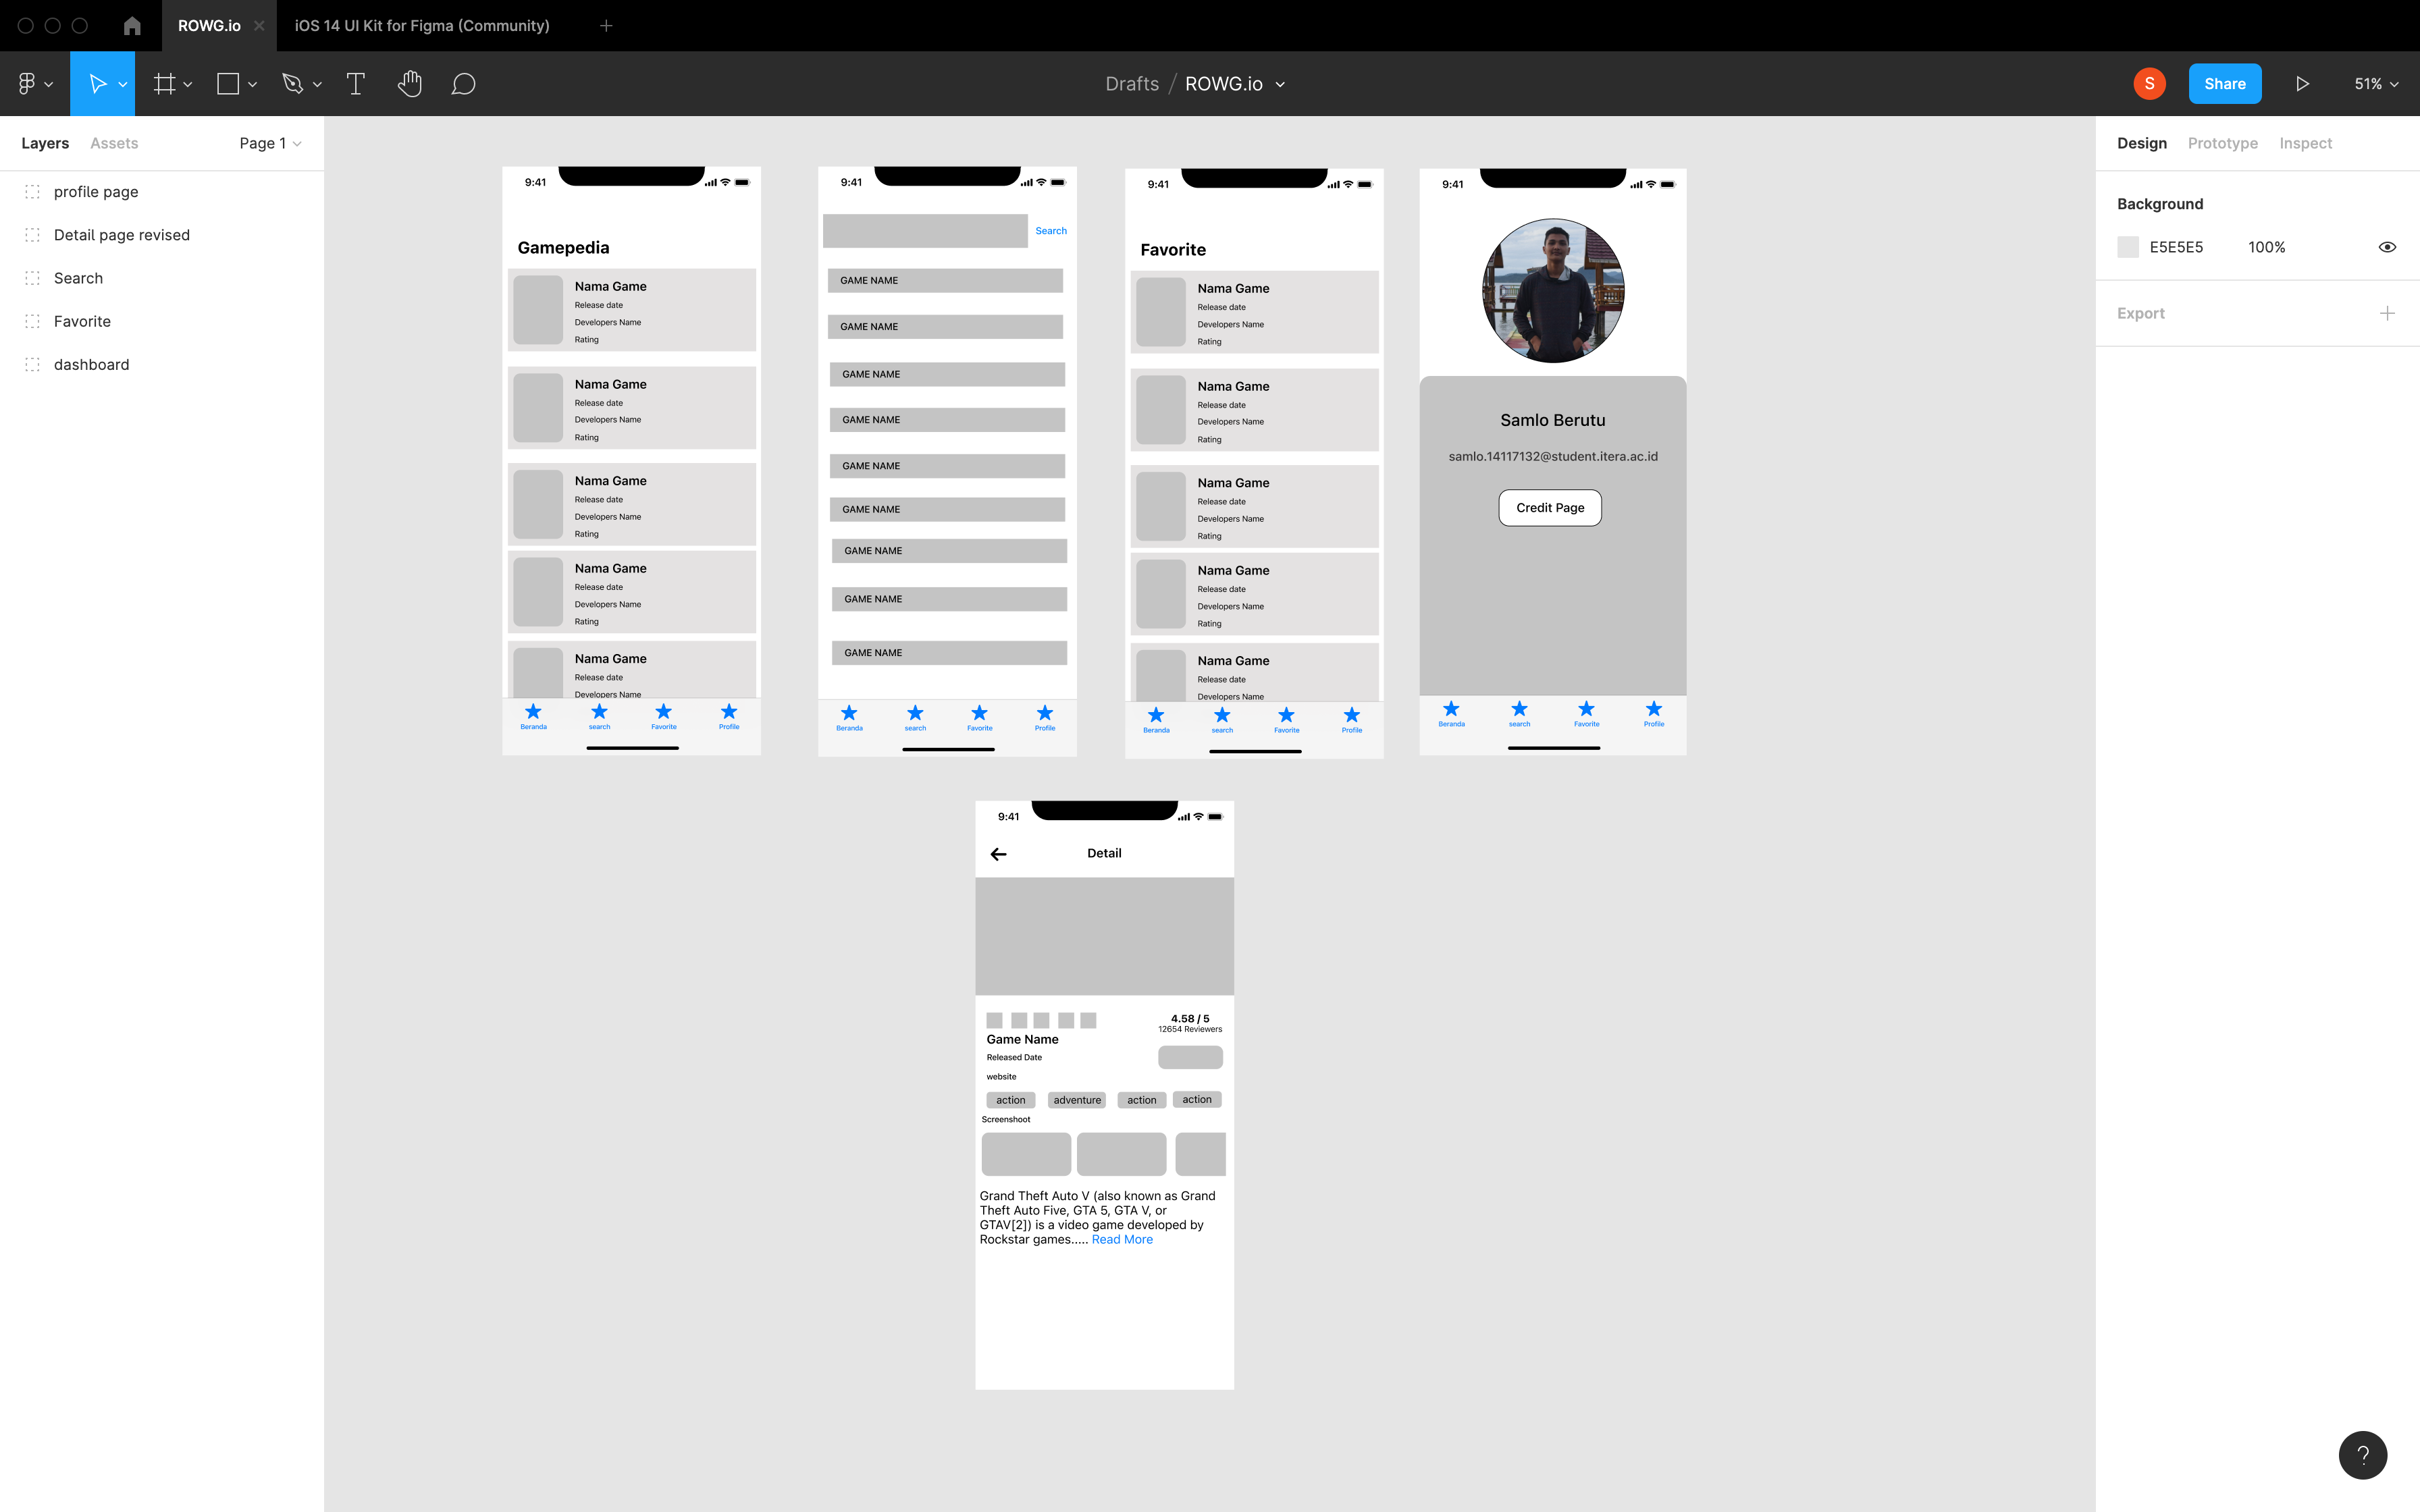 ROWG.io
iOS 14 UI Kit for Figma (Community)
Drafts / ROWG.io
S
Share
51%
Layers
Assets
Page 1
profile page
Detail page revised
Search
Favorite
dashboard
9:41
Gamepedia
Nama Game
Release date
Developers Name
Rating
Nama Game
Release date
Developers Name
Rating
Nama Game
Release date
Developers Name
Rating
Nama Game
Release date
Developers Name
Rating
Nama Game
Release date
Developers Name
Beranda
search
Favorite
Profile
9:41
Search
GAME NAME
GAME NAME
GAME NAME
GAME NAME
GAME NAME
GAME NAME
GAME NAME
GAME NAME
GAME NAME
Beranda
search
Favorite
Profile
9:41
Favorite
Nama Game
Release date
Developers Name
Rating
Nama Game
Release date
Developers Name
Rating
Nama Game
Release date
Developers Name
Rating
Nama Game
Release date
Developers Name
Rating
Nama Game
Release date
Developers Name
Beranda
search
Favorite
Profile
9:41
Samlo Berutu
samlo.14117132@student.itera.ac.id
Credit Page
Beranda
search
Favorite
Profile
9:41
Detail
4.58 / 5
12654 Reviewers
Game Name
Released Date
website
action
adventure
action
action
Screenshoot
Grand Theft Auto V (also known as Grand
Theft Auto Five, GTA 5, GTA V, or
GTAV[2]) is a video game developed by
Rockstar games..... Read More
Design
Prototype
Inspect
Background
E5E5E5
100%
Export
?